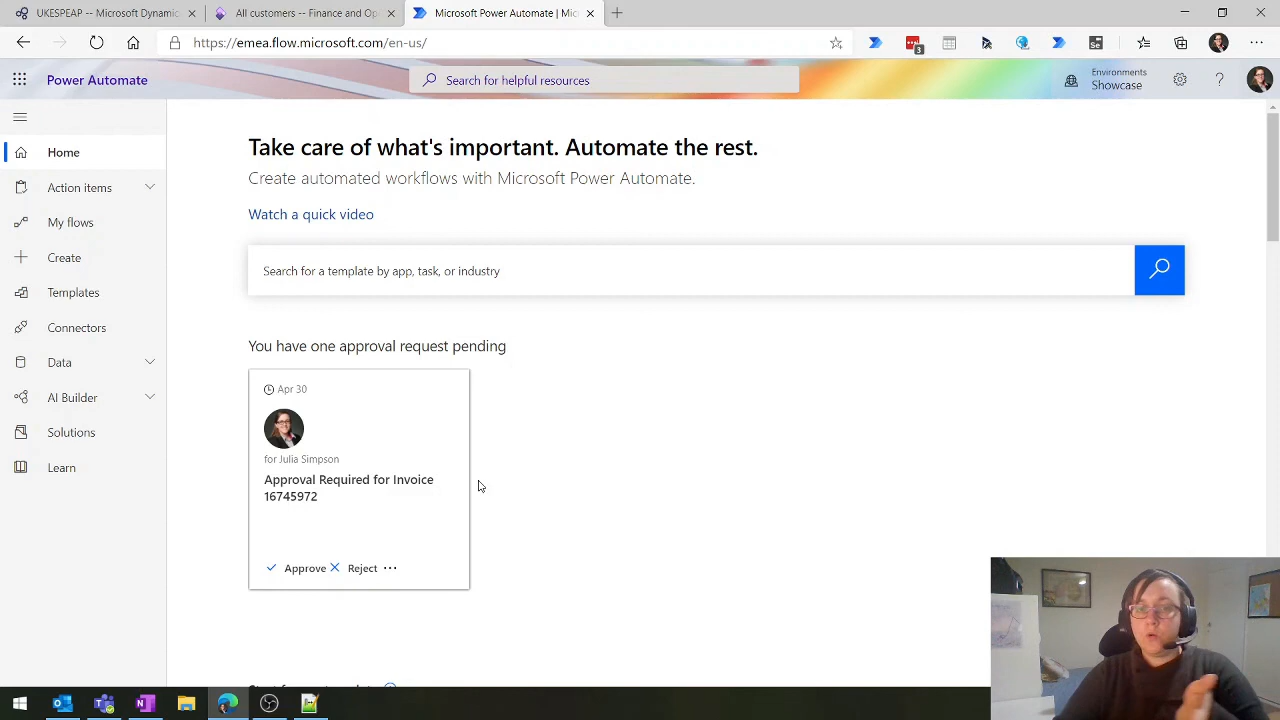 UKESPEAP -- Microsoft Dynamic
All customers -- Finance and Op
Microsoft Power Automate | Mic
https://emea.flow.microsoft.com/en-us/
3
Se
Power Automate
Search for helpful resources
Environments
Showcase
?
Home
Action items
My flows
Create
Templates
Connectors
Data
AI Builder
Solutions
Learn
Take care of what's important. Automate the rest.
Create automated workflows with Microsoft Power Automate.
Watch a quick video
Search for a template by app, task, or industry
You have one approval request pending
Apr 30
for Julia Simpson
Approval Required for Invoice
16745972
Approve
Reject